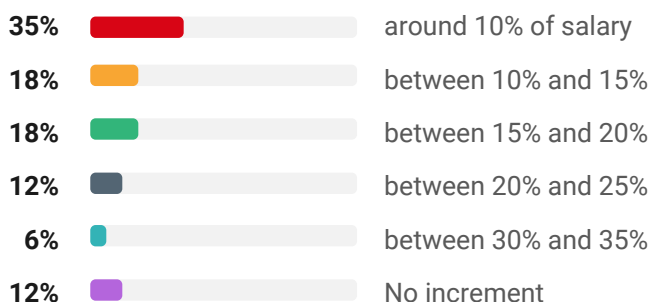 35% around 10% of salary
18% between 10% and 15%
18% between 15% and 20%
12% between 20% and 25%
6% between 30% and 35%
12% No increment